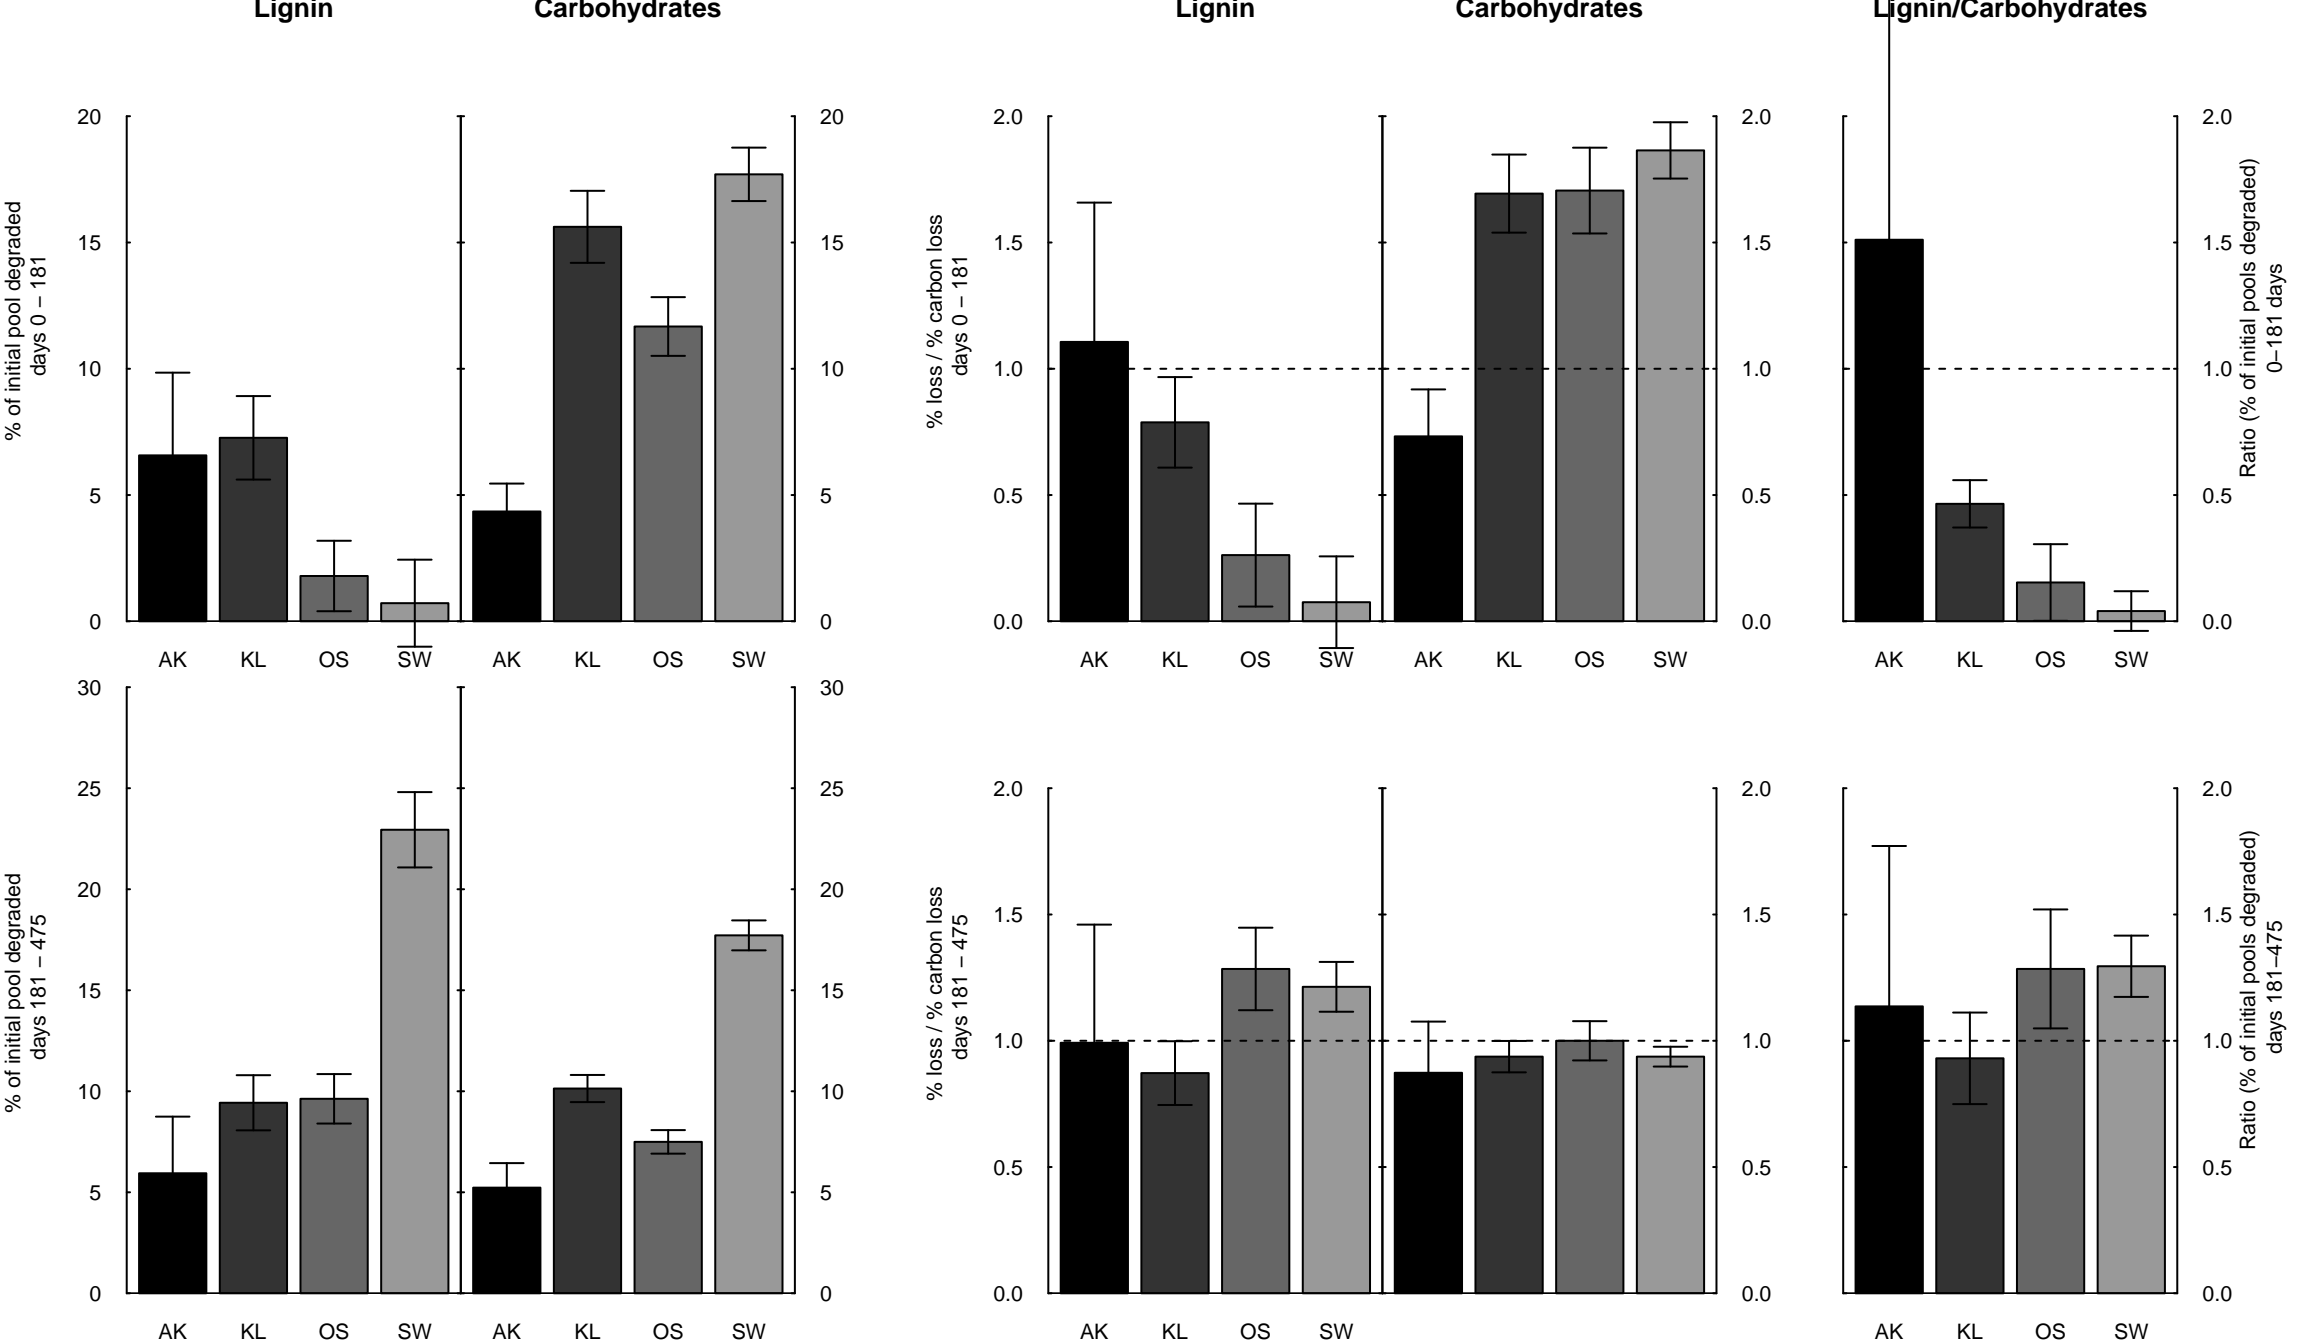 Lignin
Carbohydrates
Lignin
Carbohydrates
Lignin/Carbohydrates
% of initial pool degraded
days 0 – 181
20
15
10
5
0
20
15
10
5
0
AK KL OS SW AK KL OS SW
% loss / % carbon loss
days 0 – 181
2.0
1.5
1.0
0.5
0.0
2.0
1.5
1.0
0.5
0.0
AK KL OS SW AK KL OS SW
2.0
1.5
1.0
0.5
0.0
Ratio (% of initial pools degraded)
0–181 days
AK KL OS SW
% of initial pool degraded
days 181 – 475
30
25
20
15
10
5
0
30
25
20
15
10
5
0
AK KL OS SW AK KL OS SW
% loss / % carbon loss
days 181 – 475
2.0
1.5
1.0
0.5
0.0
2.0
1.5
1.0
0.5
0.0
AK KL OS SW
2.0
1.5
1.0
0.5
0.0
Ratio (% of initial pools degraded)
days 181–475
AK KL OS SW